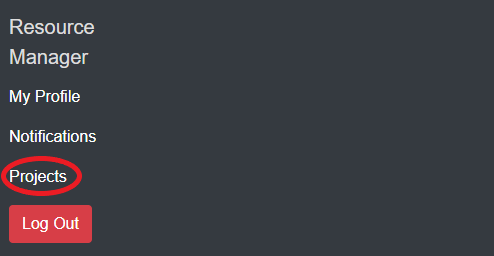 Resource
Manager
My Profile
Notifications
Projects
Log Out